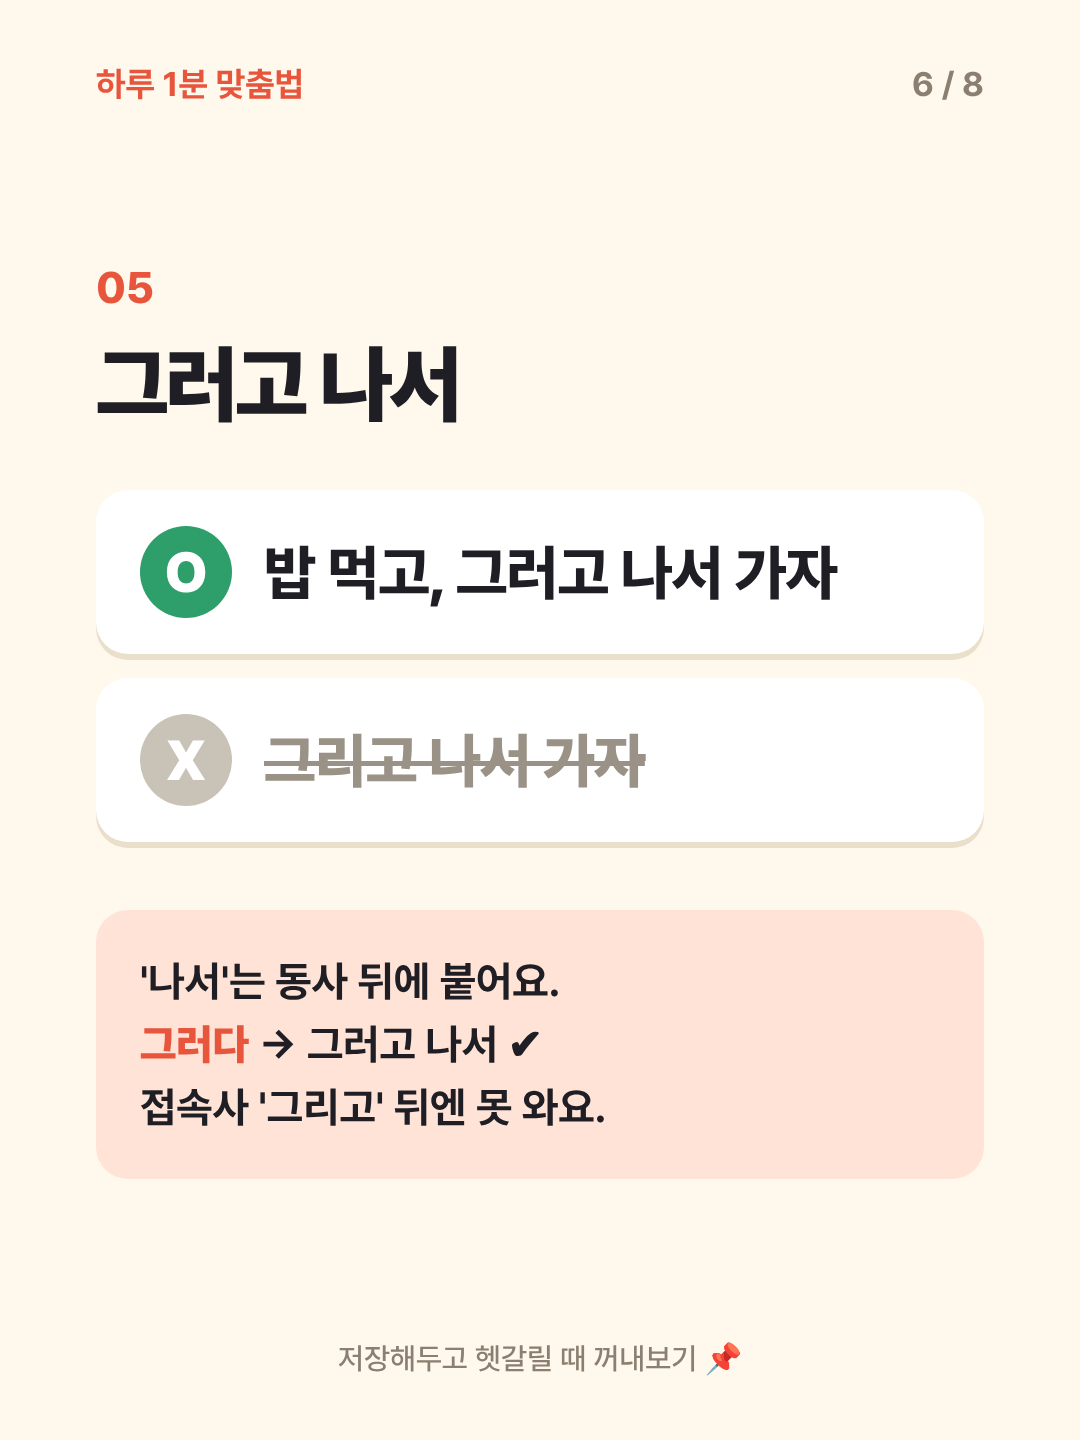 하루 1분 맞춤법
6 / 8
05
그러고 나서
O 밥 먹고, 그러고 나서 가자
X 그리고 나서 가자
'나서'는 동사 뒤에 붙어요.
그러다 → 그러고 나서 ✔
접속사 '그리고' 뒤엔 못 와요.
저장해두고 헷갈릴 때 꺼내보기 📌